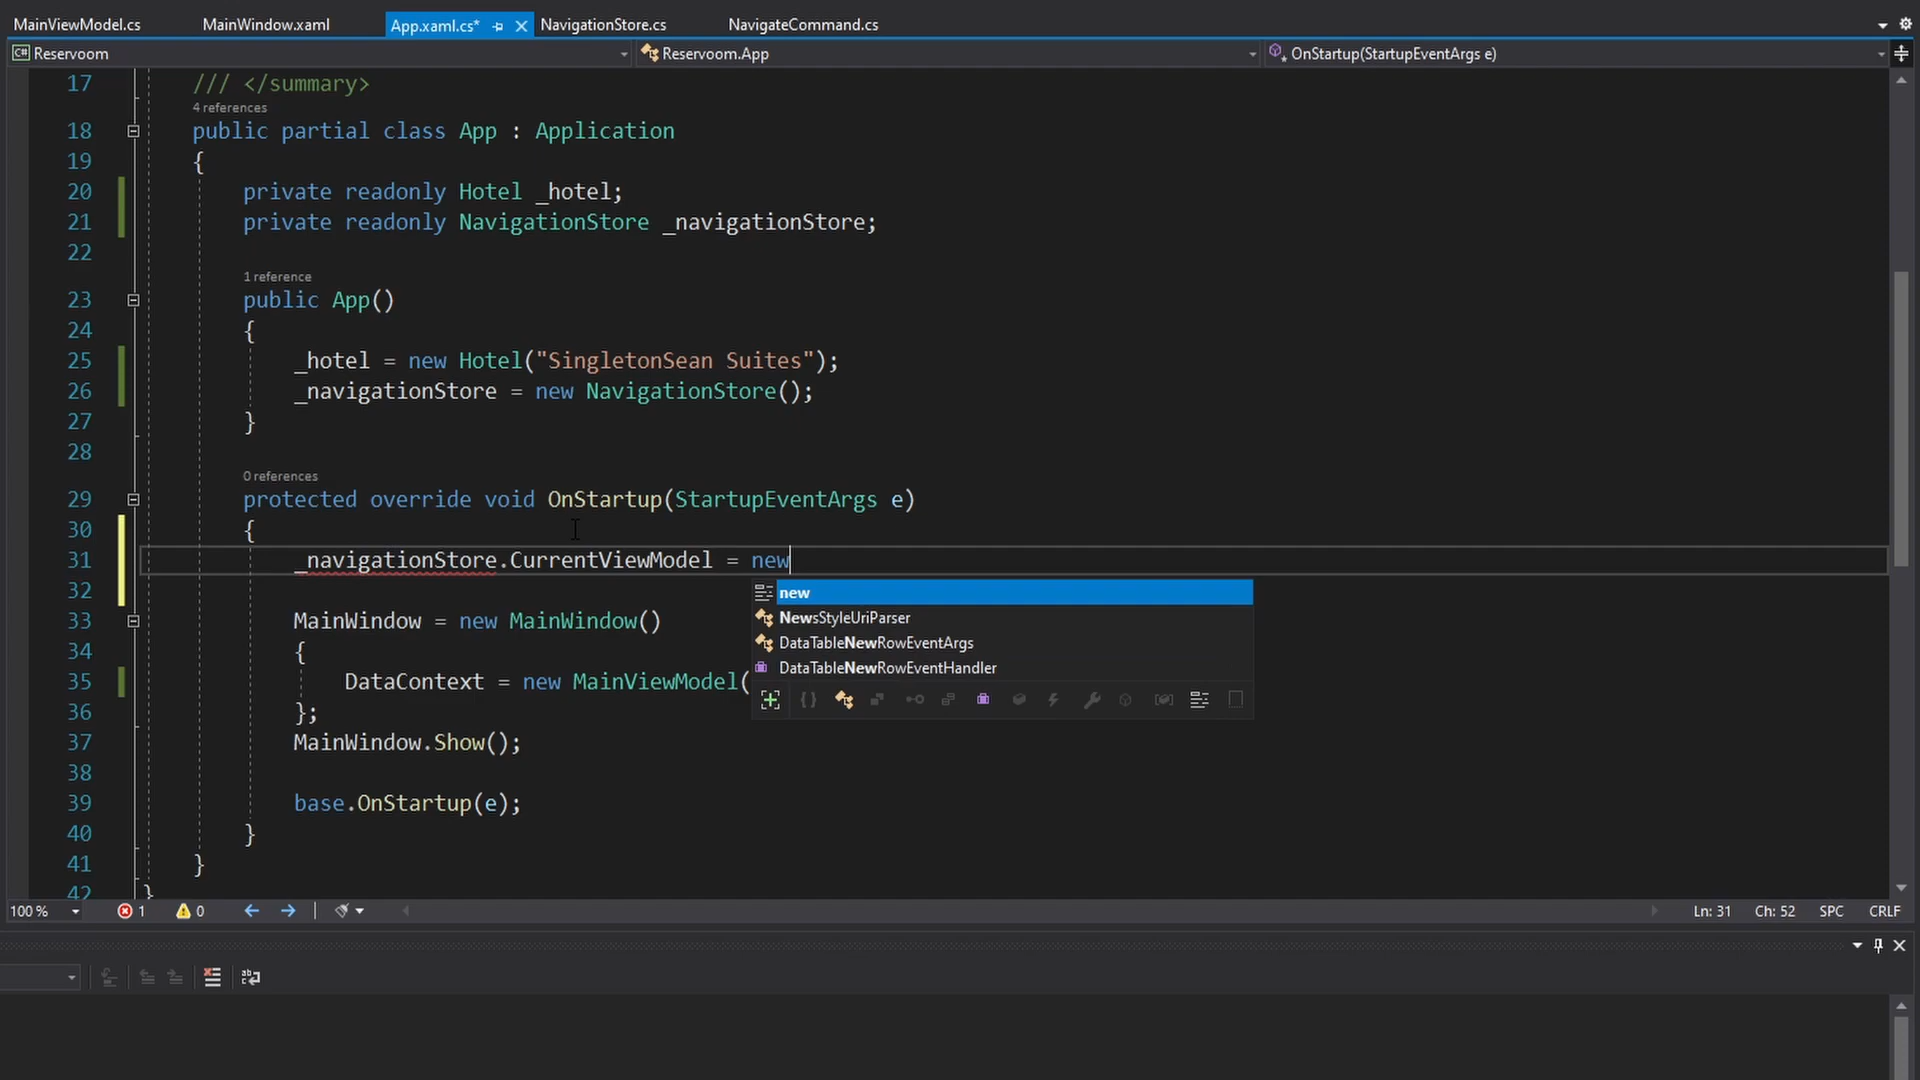 MainViewModel.cs MainWindow.xaml App.xaml.cs* NavigationStore.cs NavigateCommand.cs
C# Reservoom Reservoom.App OnStartup(StartupEventArgs e)
17 /// </summary>
4 references
18 public partial class App : Application
19 {
20 private readonly Hotel _hotel;
21 private readonly NavigationStore _navigationStore;
22
1 reference
23 public App()
24 {
25 _hotel = new Hotel("SingletonSean Suites");
26 _navigationStore = new NavigationStore();
27 }
28
0 references
29 protected override void OnStartup(StartupEventArgs e)
30 {
31 _navigationStore.CurrentViewModel = new
32
new
NewsStyleUriParser
33 MainWindow = new MainWindow()
DataTableNewRowEventArgs
34 {
DataTableNewRowEventHandler
35 DataContext = new MainViewModel(
36 };
37 MainWindow.Show();
38
39 base.OnStartup(e);
40 }
41 }
42 }
100 % 1 0 Ln: 31 Ch: 52 SPC CRLF